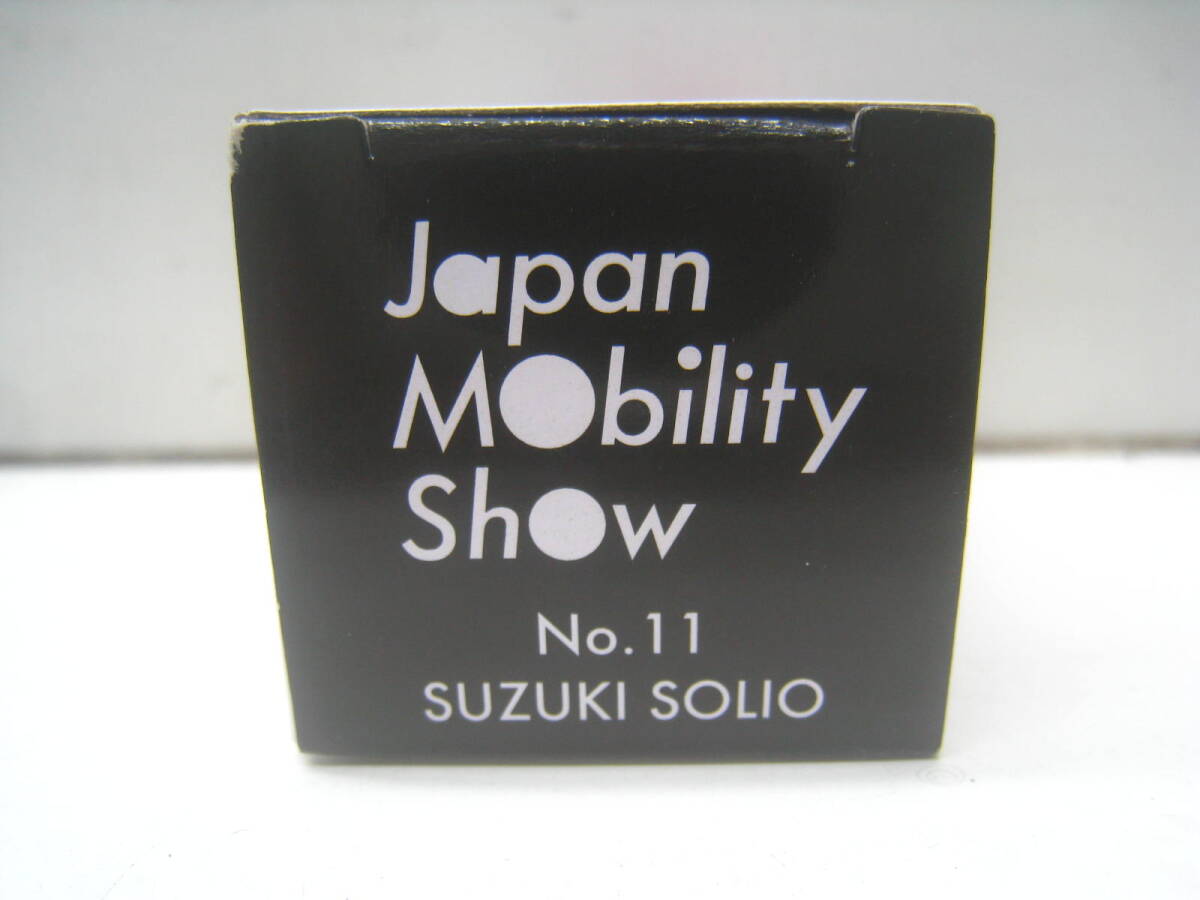 Japan
MObility
Show
No.11
SUZUKI SOLIO